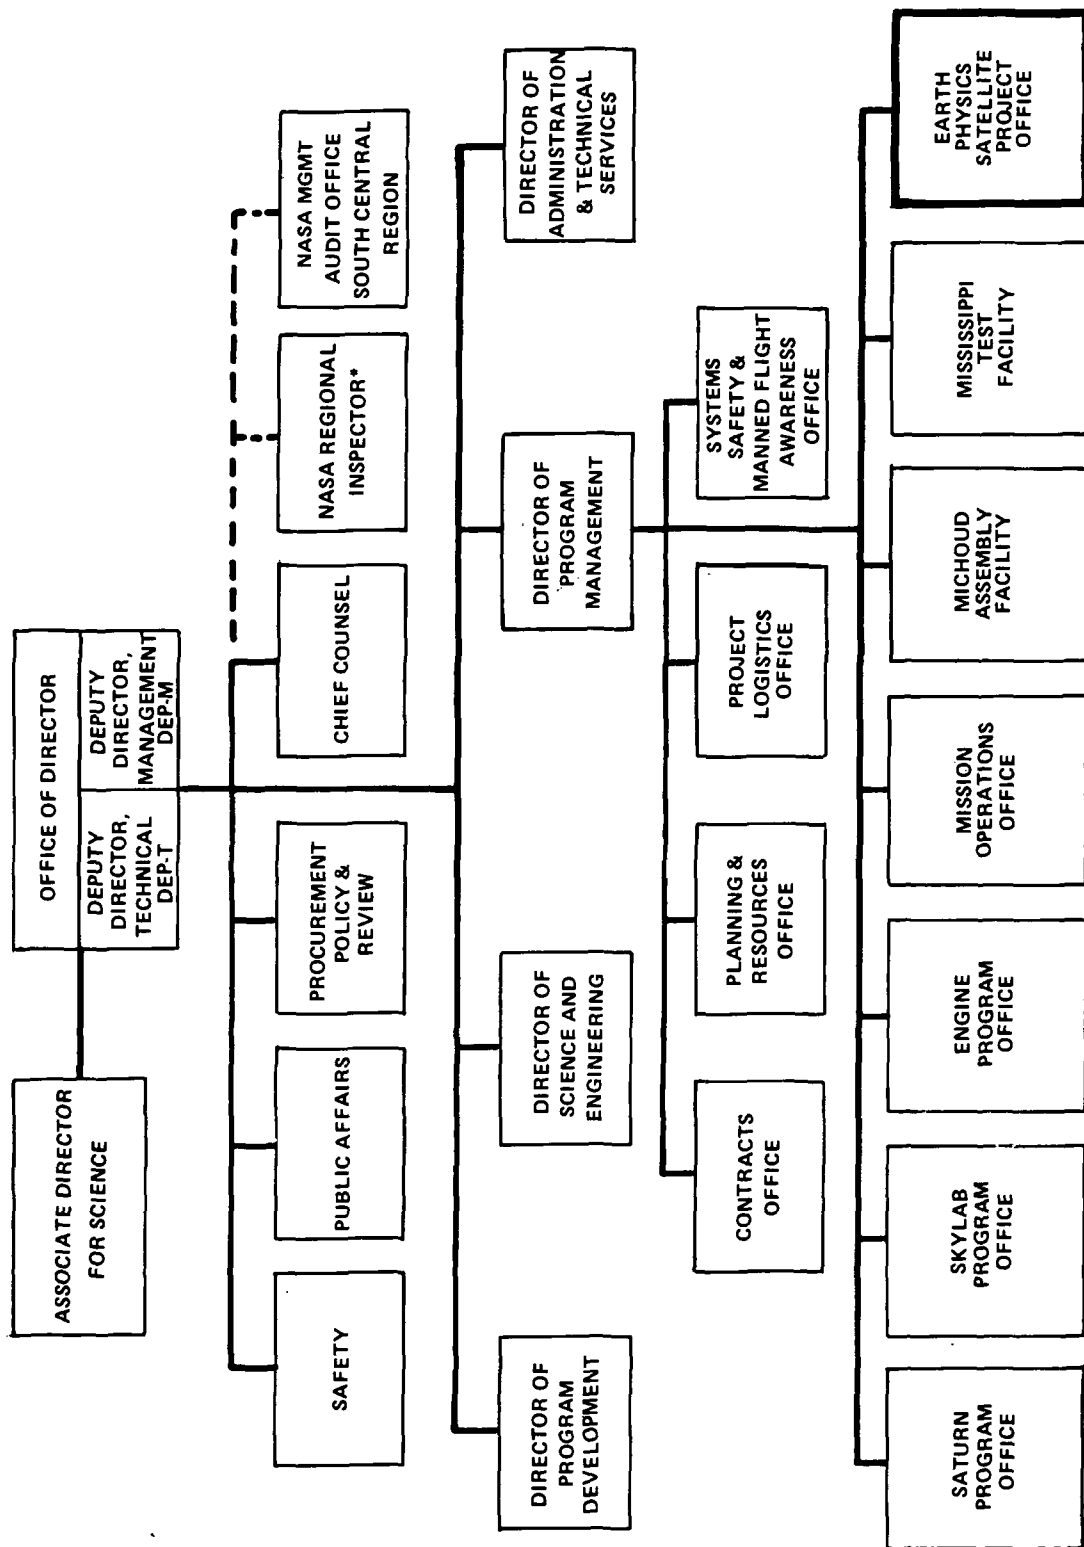 OFFICE OF DIRECTOR
DEPUTY
DIRECTOR,
TECHNICAL
DEP-T
DEPUTY
DIRECTOR,
MANAGEMENT
DEP-M
ASSOCIATE DIRECTOR
FOR SCIENCE
SAFETY
PUBLIC AFFAIRS
PROCUREMENT
POLICY &
REVIEW
CHIEF COUNSEL
NASA REGIONAL
INSPECTOR*
NASA MGMT
AUDIT OFFICE
SOUTH CENTRAL
REGION
DIRECTOR OF
PROGRAM
DEVELOPMENT
DIRECTOR OF
SCIENCE AND
ENGINEERING
DIRECTOR OF
PROGRAM
MANAGEMENT
DIRECTOR OF
ADMINISTRATION
& TECHNICAL
SERVICES
CONTRACTS
OFFICE
PLANNING &
RESOURCES
OFFICE
PROJECT
LOGISTICS
OFFICE
SYSTEMS
SAFETY &
MANNED FLIGHT
AWARENESS
OFFICE
SATURN
PROGRAM
OFFICE
SKYLAB
PROGRAM
OFFICE
ENGINE
PROGRAM
OFFICE
MISSION
OPERATIONS
OFFICE
MICHOUD
ASSEMBLY
FACILITY
MISSISSIPPI
TEST
FACILITY
EARTH
PHYSICS
SATELLITE
PROJECT
OFFICE